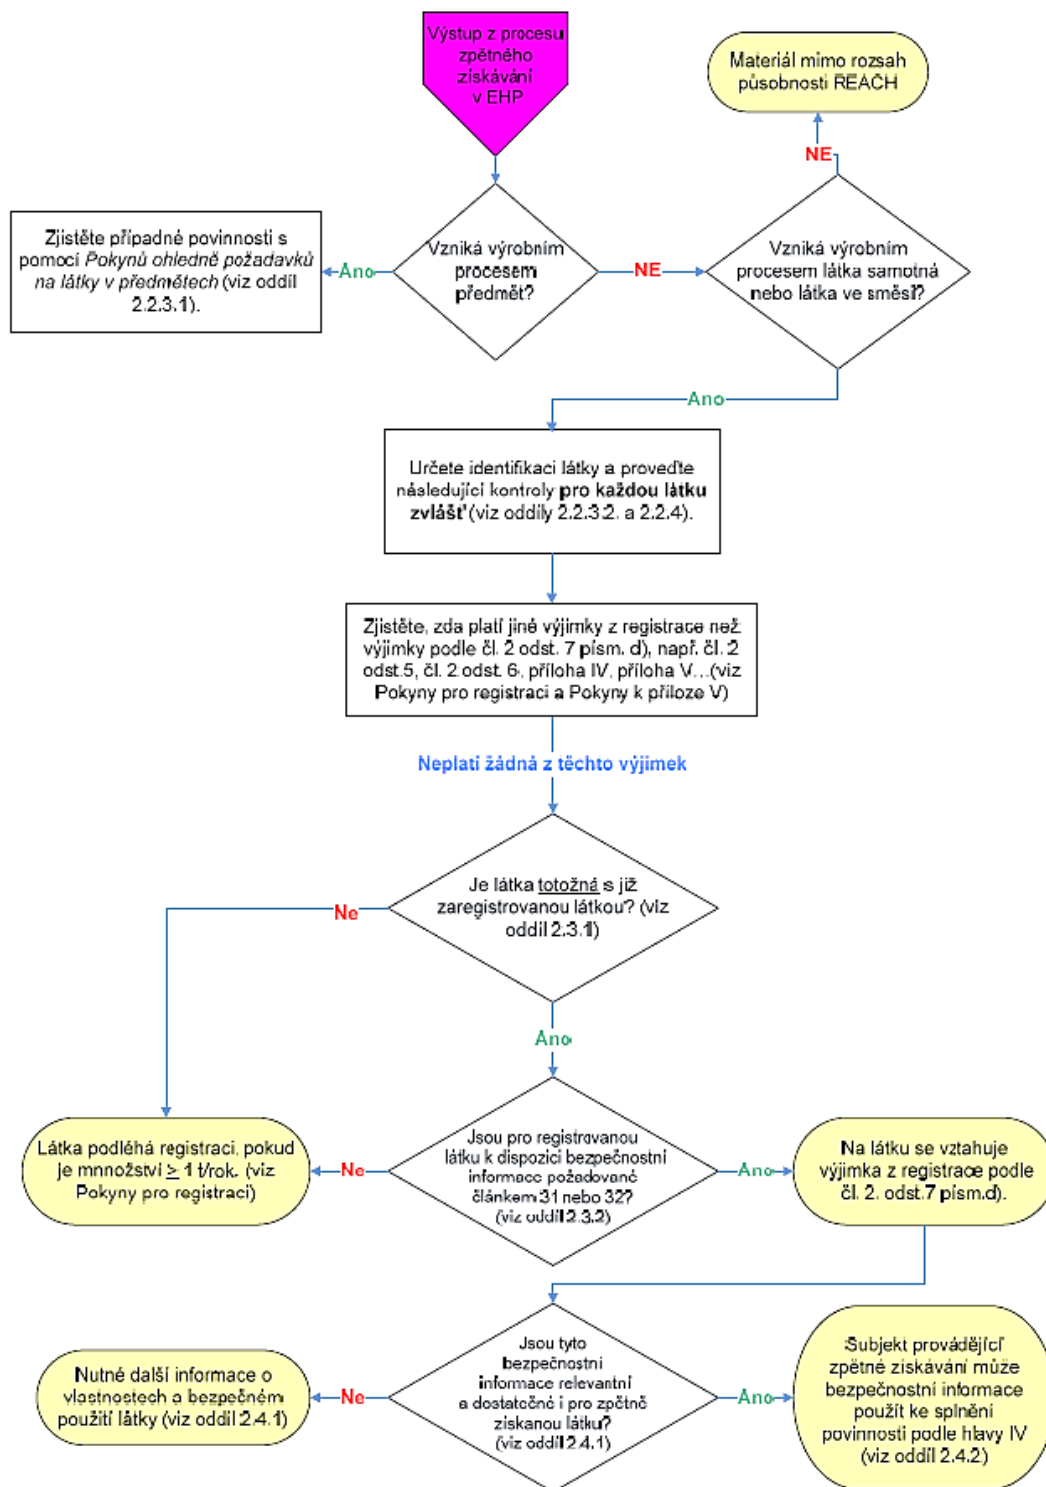 Výstup z procesu
zpětného
získávání
v EHP
Materiál mimo rozsah
působnosti REACH
NE
Zjistěte případné povinnosti s
pomocí Pokynů ohledně požadavků
na látky v předmětech (viz oddíl
2.2.3.1).
Ano
Vzniká výrobním
procesem
předmět?
NE
Vzniká výrobním
procesem látka samotná
nebo látka ve směsi?
Ano
Určete identifikaci látky a proveďte
následující kontroly pro každou látku
zvlášť (viz oddíly 2.2.3.2. a 2.2.4).
Zjistěte, zda platí jiné výjimky z registrace než
výjimky podle čl. 2 odst. 7 písm. d), např. čl. 2
odst.5, čl. 2 odst. 6, příloha IV, příloha V...(viz
Pokyny pro registraci a Pokyny k příloze V)
Neplatí žádná z těchto výjimek
Je látka totožná s již
zaregistrovanou látkou? (viz
oddíl 2.3.1)
Ne
Ano
Látka podléhá registraci, pokud
je mnnožství ≥ 1 t/rok. (viz
Pokyny pro registraci)
Ne
Jsou pro registrovanou
látku k dispozici bezpečnostní
informace požadované
článkem 31 nebo 32?
(viz oddíl 2.3.2)
Ano
Na látku se vztahuje
výjimka z registrace podle
čl. 2. odst.7 písm.d).
Nutné další informace o
vlastnostech a bezpečném
použití látky (viz oddíl 2.4.1)
Ne
Jsou tyto
bezpečnostní
informace relevantní
a dostatečné i pro zpětně
získanou látku?
(viz oddíl 2.4.1)
Ano
Subjekt provádějící
zpětné získávání může
bezpečnostní informace
použít ke splnění
povinností podle hlavy IV
(viz oddíl 2.4.2)